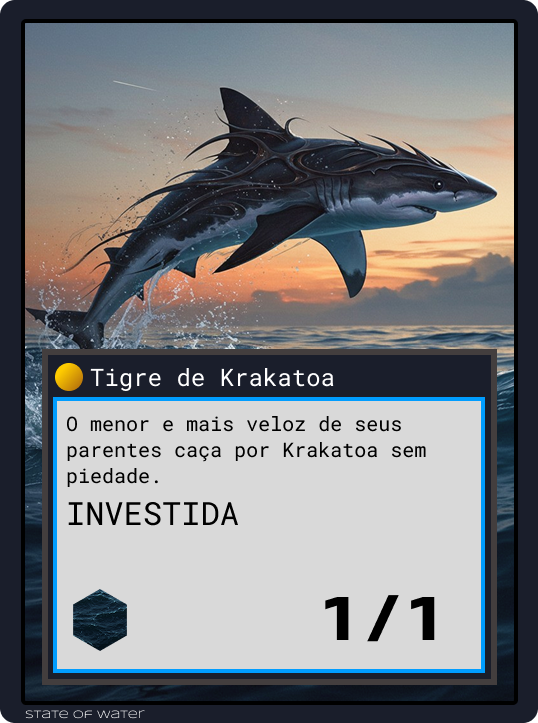 Tigre de Krakatoa
O menor e mais veloz de seus
parentes caça por Krakatoa sem
piedade.
INVESTIDA
1/1
STATE OF WATER